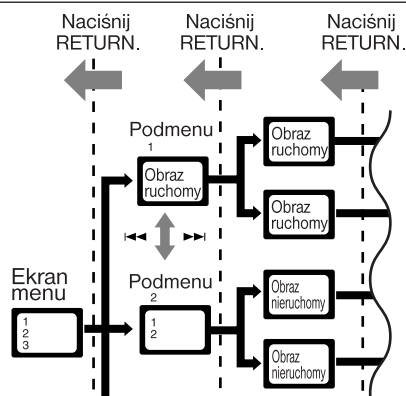 Naciśnij
RETURN.
Naciśnij
RETURN.
Naciśnij
RETURN.
Podmenu
1
Obraz
ruchomy
Obraz
ruchomy
Obraz
ruchomy
Ekran
menu
1
2
3
Podmenu
2
1
2
Obraz
nieruchomy
Obraz
nieruchomy